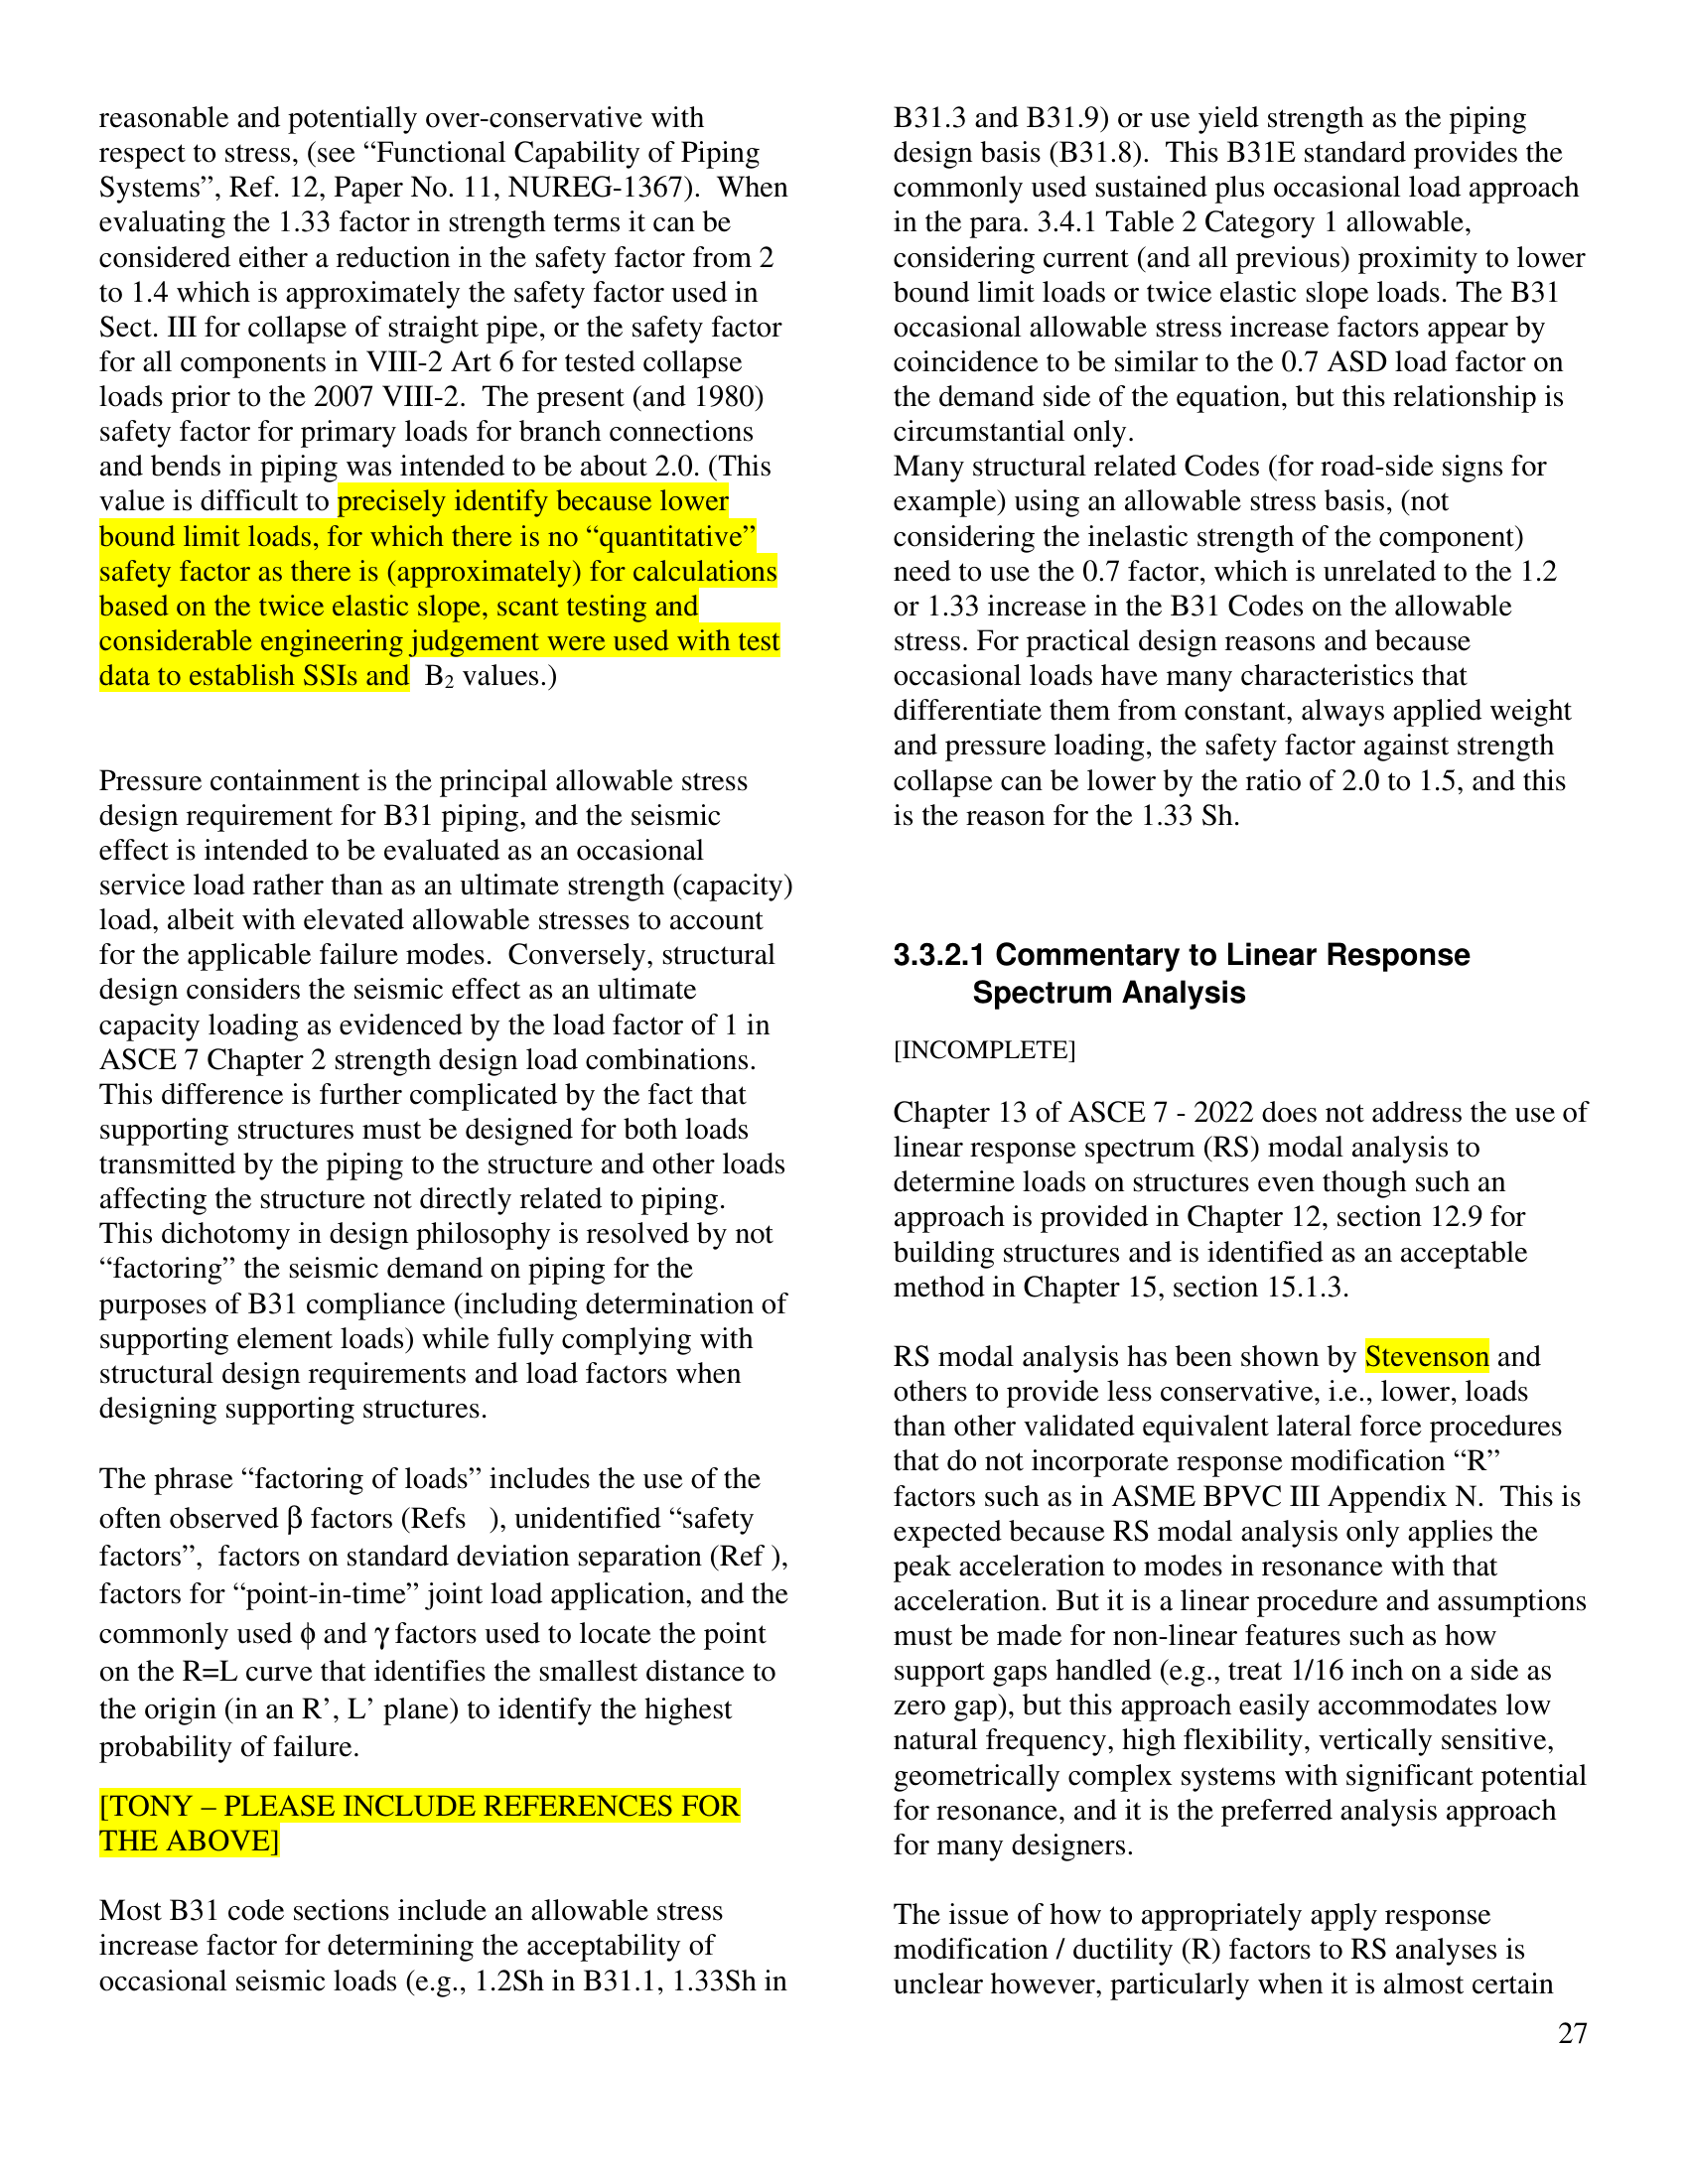 reasonable and potentially over-conservative with
respect to stress, (see “Functional Capability of Piping
Systems”, Ref. 12, Paper No. 11, NUREG-1367).  When
evaluating the 1.33 factor in strength terms it can be
considered either a reduction in the safety factor from 2
to 1.4 which is approximately the safety factor used in
Sect. III for collapse of straight pipe, or the safety factor
for all components in VIII-2 Art 6 for tested collapse
loads prior to the 2007 VIII-2.  The present (and 1980)
safety factor for primary loads for branch connections
and bends in piping was intended to be about 2.0. (This
value is difficult to precisely identify because lower
bound limit loads, for which there is no “quantitative”
safety factor as there is (approximately) for calculations
based on the twice elastic slope, scant testing and
considerable engineering judgement were used with test
data to establish SSIs and  B₂ values.)
Pressure containment is the principal allowable stress
design requirement for B31 piping, and the seismic
effect is intended to be evaluated as an occasional
service load rather than as an ultimate strength (capacity)
load, albeit with elevated allowable stresses to account
for the applicable failure modes.  Conversely, structural
design considers the seismic effect as an ultimate
capacity loading as evidenced by the load factor of 1 in
ASCE 7 Chapter 2 strength design load combinations.
This difference is further complicated by the fact that
supporting structures must be designed for both loads
transmitted by the piping to the structure and other loads
affecting the structure not directly related to piping.
This dichotomy in design philosophy is resolved by not
“factoring” the seismic demand on piping for the
purposes of B31 compliance (including determination of
supporting element loads) while fully complying with
structural design requirements and load factors when
designing supporting structures.
The phrase “factoring of loads” includes the use of the
often observed β factors (Refs   ), unidentified “safety
factors”,  factors on standard deviation separation (Ref ),
factors for “point-in-time” joint load application, and the
commonly used ϕ and γ factors used to locate the point
on the R=L curve that identifies the smallest distance to
the origin (in an R’, L’ plane) to identify the highest
probability of failure.
[TONY – PLEASE INCLUDE REFERENCES FOR
THE ABOVE]
Most B31 code sections include an allowable stress
increase factor for determining the acceptability of
occasional seismic loads (e.g., 1.2Sh in B31.1, 1.33Sh in
B31.3 and B31.9) or use yield strength as the piping
design basis (B31.8).  This B31E standard provides the
commonly used sustained plus occasional load approach
in the para. 3.4.1 Table 2 Category 1 allowable,
considering current (and all previous) proximity to lower
bound limit loads or twice elastic slope loads. The B31
occasional allowable stress increase factors appear by
coincidence to be similar to the 0.7 ASD load factor on
the demand side of the equation, but this relationship is
circumstantial only.
Many structural related Codes (for road-side signs for
example) using an allowable stress basis, (not
considering the inelastic strength of the component)
need to use the 0.7 factor, which is unrelated to the 1.2
or 1.33 increase in the B31 Codes on the allowable
stress. For practical design reasons and because
occasional loads have many characteristics that
differentiate them from constant, always applied weight
and pressure loading, the safety factor against strength
collapse can be lower by the ratio of 2.0 to 1.5, and this
is the reason for the 1.33 Sh.
3.3.2.1 Commentary to Linear Response
Spectrum Analysis
[INCOMPLETE]
Chapter 13 of ASCE 7 - 2022 does not address the use of
linear response spectrum (RS) modal analysis to
determine loads on structures even though such an
approach is provided in Chapter 12, section 12.9 for
building structures and is identified as an acceptable
method in Chapter 15, section 15.1.3.
RS modal analysis has been shown by Stevenson and
others to provide less conservative, i.e., lower, loads
than other validated equivalent lateral force procedures
that do not incorporate response modification “R”
factors such as in ASME BPVC III Appendix N.  This is
expected because RS modal analysis only applies the
peak acceleration to modes in resonance with that
acceleration. But it is a linear procedure and assumptions
must be made for non-linear features such as how
support gaps handled (e.g., treat 1/16 inch on a side as
zero gap), but this approach easily accommodates low
natural frequency, high flexibility, vertically sensitive,
geometrically complex systems with significant potential
for resonance, and it is the preferred analysis approach
for many designers.
The issue of how to appropriately apply response
modification / ductility (R) factors to RS analyses is
unclear however, particularly when it is almost certain
27